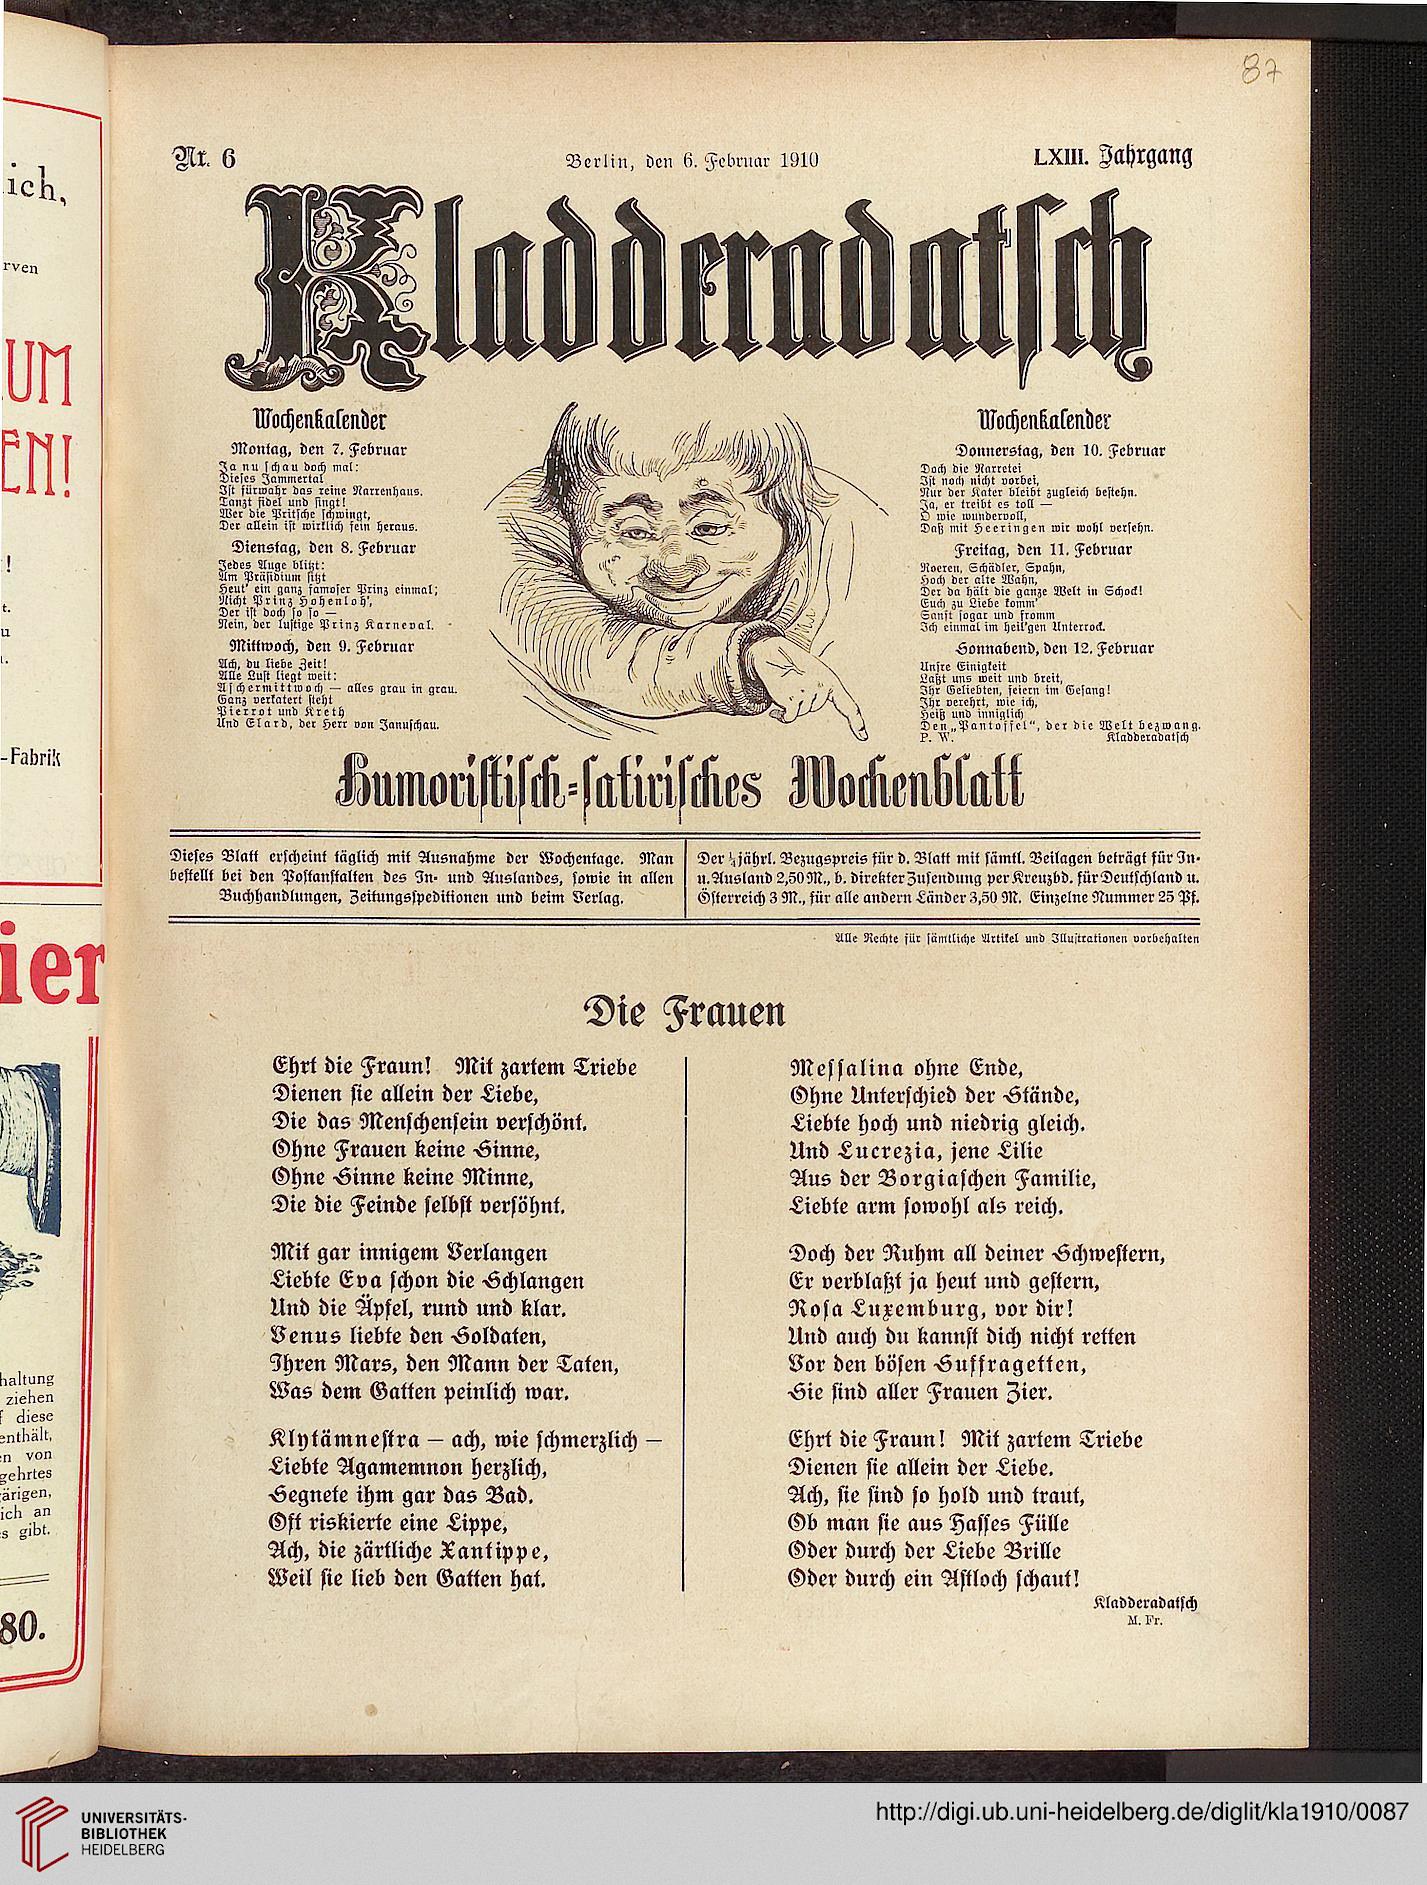 ich,
rven
UM
EN!
!
t.
u
-Fabrik
ier
haltung
ziehen
f diese
enthält,
en von
gehrtes
ärigen,
ich an
es gibt.
80.
87
Nr. 6
Berlin, den 6. Februar 1910
LXIII. Jahrgang
Kladderadatsch
Wochenkalender
Montag, den 7. Februar
Ja nu schau doch mal:
Dieses Jammertal
Ist fürwahr das reine Narrenhaus.
Tanzt fidel und singt!
Wer die Pritsche schwingt,
Der allein ist wirklich fein heraus.
Dienstag, den 8. Februar
Jedes Auge blitzt:
Am Präsidium sitzt
Heut' ein ganz famoser Prinz einmal;
Nicht Prinz Hohenloh',
Der ist doch so so —
Nein, der lustige Prinz Karneval.
Mittwoch, den 9. Februar
Ach, du liebe Zeit!
Alle Lust liegt weit:
Aschermittwoch — alles grau in grau.
Ganz verkatert steht
Pierrot und Kreth
Und Elard, der Herr von Januschau.
Wochenkalender
Donnerstag, den 10. Februar
Doch die Narretei
Ist noch nicht vorbei,
Nur der Kater bleibt zugleich bestehn.
Ja, er treibt es toll —
O wie wundervoll,
Daß mit Heeringen wir wohl versehn.
Freitag, den 11. Februar
Roeren, Schädler, Spahn,
Hoch der alte Wahn,
Der da hält die ganze Welt in Schock!
Euch zu Liebe komm'
Sanft sogar und fromm
Ich einmal im heil'gen Unterrock.
Sonnabend, den 12. Februar
Unsre Einigkeit
Laßt uns weit und breit,
Ihr Geliebten, feiern im Gesang!
Ihr verehrt, wie ich,
Heiß und inniglich
Den „Pantoffel“, der die Welt bezwang.
P. W. Kladderadatsch
Humoristisch-satirisches Wochenblatt
Dieses Blatt erscheint täglich mit Ausnahme der Wochentage. Man
bestellt bei den Postanstalten des In- und Auslandes, sowie in allen
Buchhandlungen, Zeitungsspeditionen und beim Verlag.
Der ¼jährl. Bezugspreis für d. Blatt mit sämtl. Beilagen beträgt für In-
u. Ausland 2,50 M., b. direkter Zusendung per Kreuzbd. für Deutschland u.
Österreich 3 M., für alle andern Länder 3,50 M. Einzelne Nummer 25 Pf.
Alle Rechte für sämtliche Artikel und Illustrationen vorbehalten
Die Frauen
Ehrt die Fraun! Mit zartem Triebe
Dienen sie allein der Liebe,
Die das Menschensein verschönt.
Ohne Frauen keine Sinne,
Ohne Sinne keine Minne,
Die die Feinde selbst versöhnt.
Mit gar innigem Verlangen
Liebte Eva schon die Schlangen
Und die Äpfel, rund und klar.
Venus liebte den Soldaten,
Ihren Mars, den Mann der Taten,
Was dem Gatten peinlich war.
Klytämnestra — ach, wie schmerzlich —
Liebte Agamemnon herzlich,
Segnete ihm gar das Bad.
Oft riskierte eine Lippe,
Ach, die zärtliche Xantippe,
Weil sie lieb den Gatten hat.
Messalina ohne Ende,
Ohne Unterschied der Stände,
Liebte hoch und niedrig gleich.
Und Lucrezia, jene Lilie
Aus der Borgiaschen Familie,
Liebte arm sowohl als reich.
Doch der Ruhm all deiner Schwestern,
Er verblaßt ja heut und gestern,
Rosa Luxemburg, vor dir!
Und auch du kannst dich nicht retten
Vor den bösen Suffragetten,
Sie sind aller Frauen Zier.
Ehrt die Fraun! Mit zartem Triebe
Dienen sie allein der Liebe.
Ach, sie sind so hold und traut,
Ob man sie aus Hasses Fülle
Oder durch der Liebe Brille
Oder durch ein Astloch schaut!
Kladderadatsch
M. Fr.
UNIVERSITÄTS-
BIBLIOTHEK
HEIDELBERG
http://digi.ub.uni-heidelberg.de/diglit/kla1910/0087